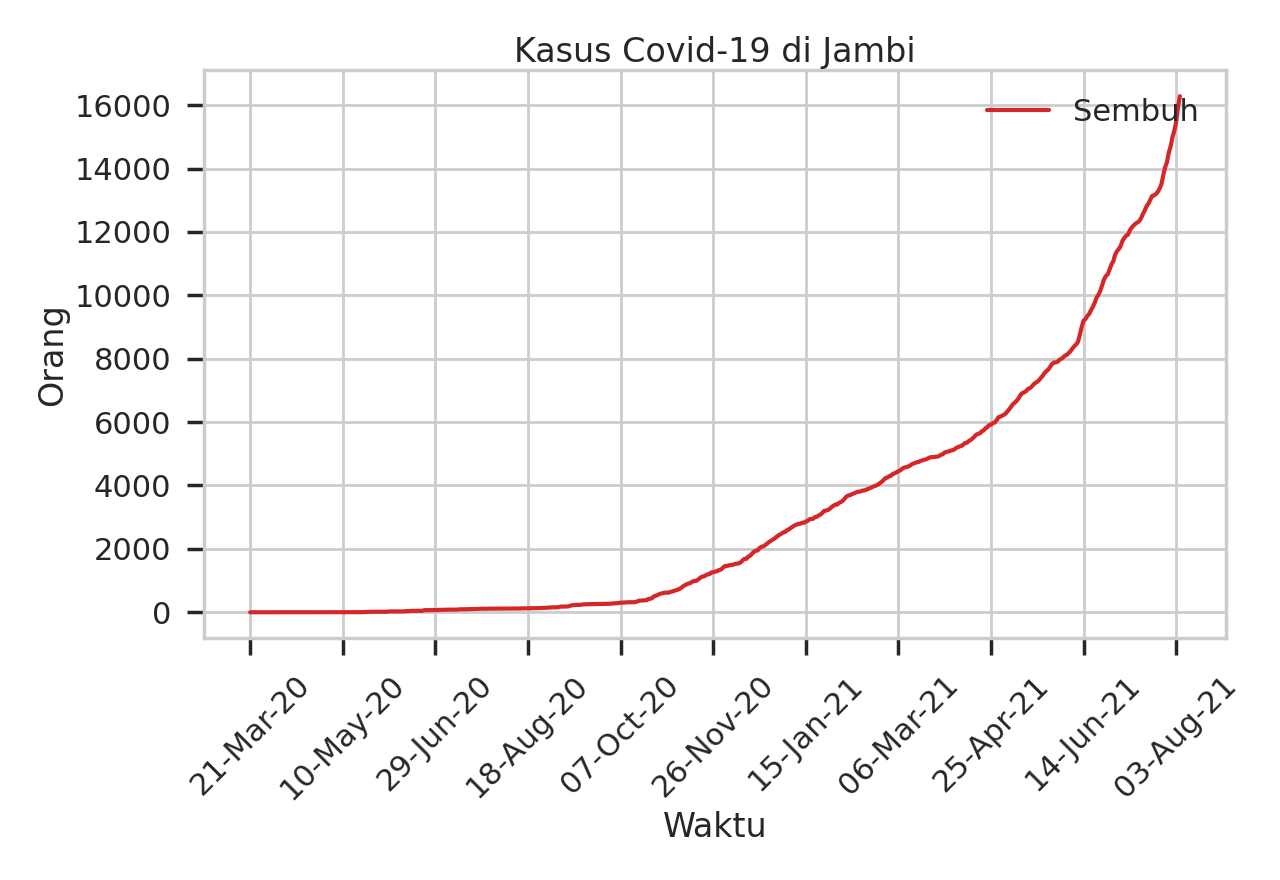 Kasus Covid-19 di Jambi
Sembuh
Orang
16000
14000
12000
10000
8000
6000
4000
2000
0
21-Mar-20
10-May-20
29-Jun-20
18-Aug-20
07-Oct-20
26-Nov-20
15-Jan-21
06-Mar-21
25-Apr-21
14-Jun-21
03-Aug-21
Waktu